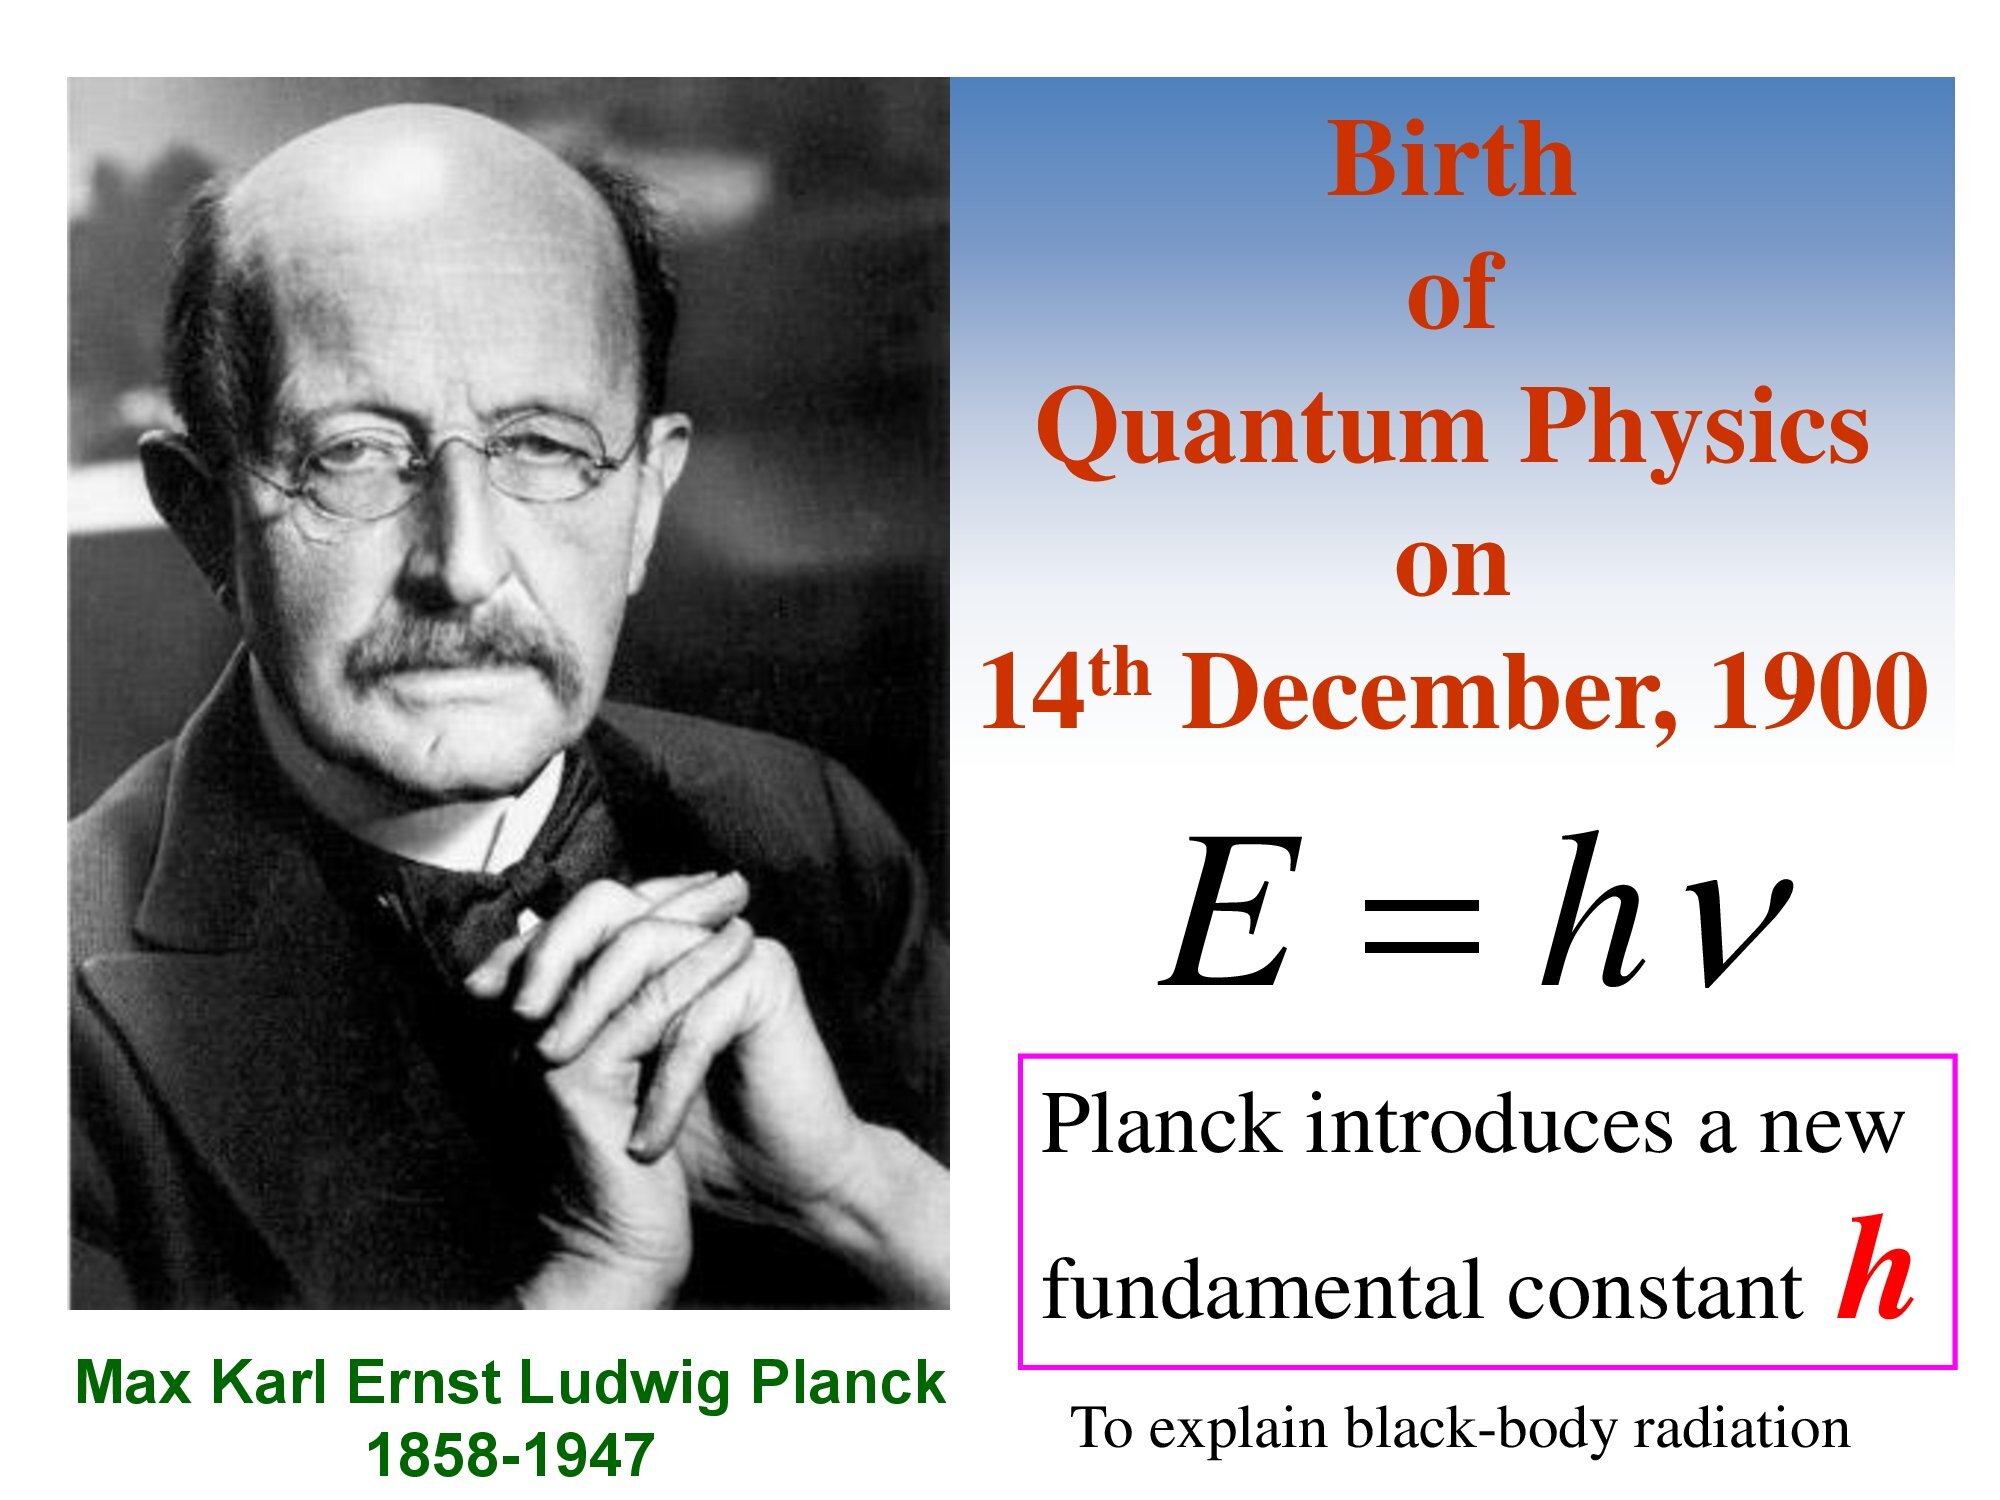 Birth
of
Quantum Physics
on
14th December, 1900
E = hν
Planck introduces a new
fundamental constant h
To explain black-body radiation
Max Karl Ernst Ludwig Planck
1858-1947